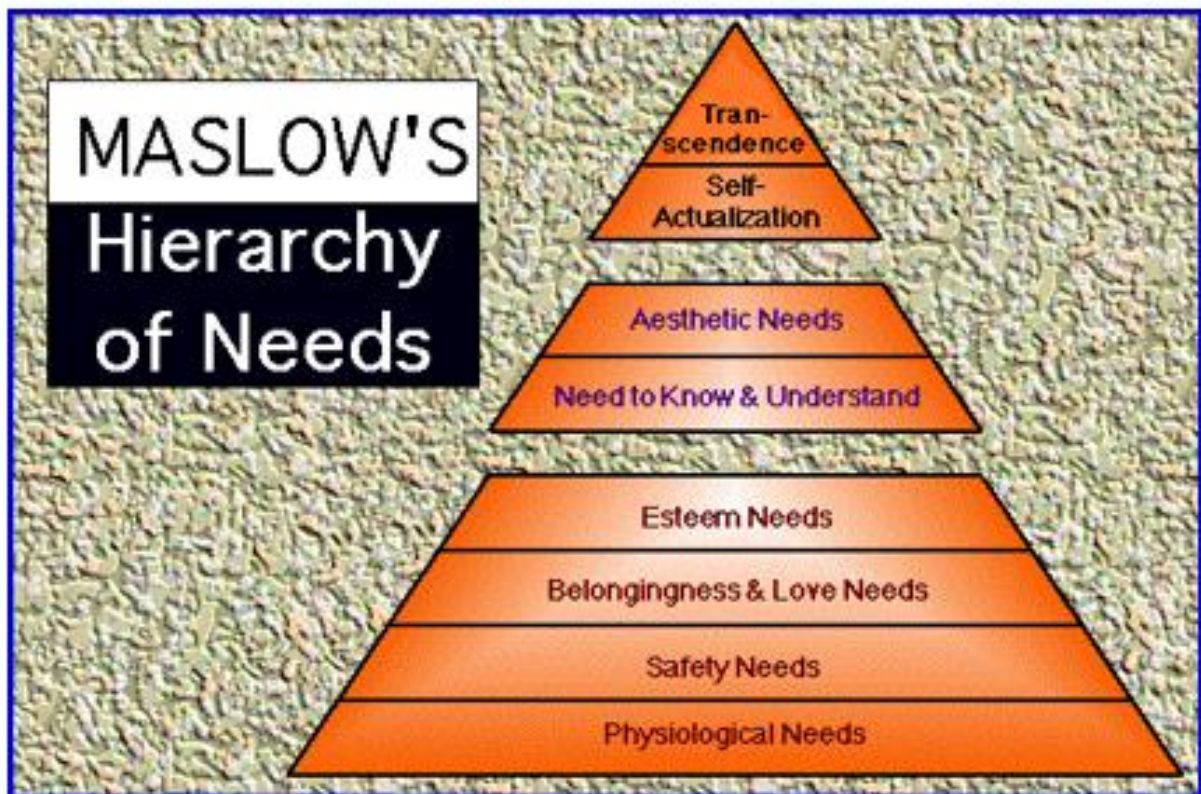 MASLOW'S
Hierarchy
of Needs
Tran-
scendence
Self-
Actualization
Aesthetic Needs
Need to Know & Understand
Esteem Needs
Belongingness & Love Needs
Safety Needs
Physiological Needs